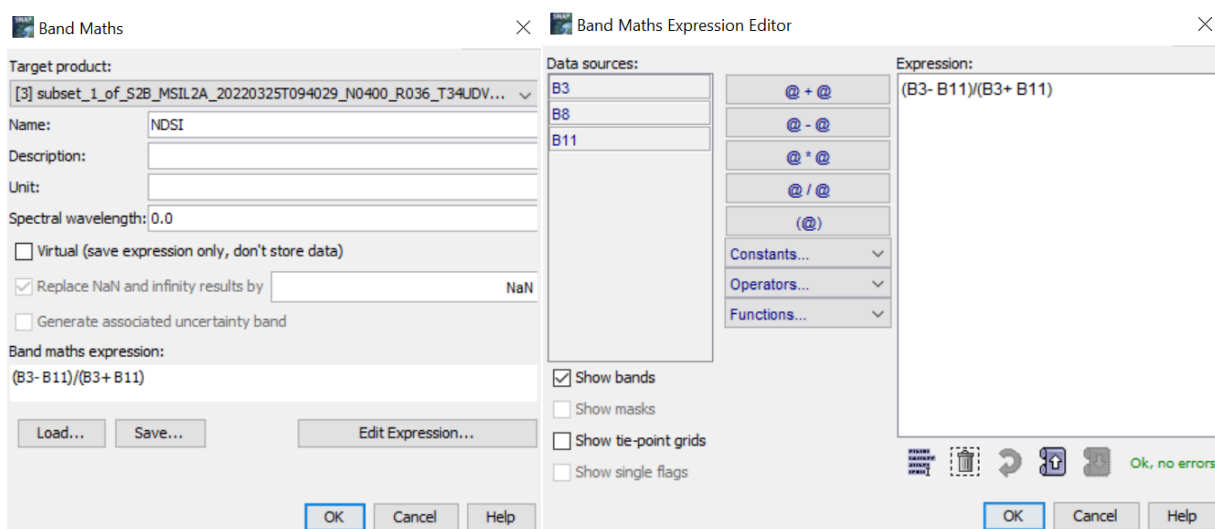 SNAP
Band Maths
Target product:
[3] subset_1_of_S2B_MSIL2A_20220325T094029_N0400_R036_T34UDV...
Name:
NDSI
Description:
Unit:
Spectral wavelength:
0.0
Virtual (save expression only, don't store data)
Replace NaN and infinity results by
NaN
Generate associated uncertainty band
Band maths expression:
(B3- B11)/(B3+ B11)
Load...
Save...
Edit Expression...
OK
Cancel
Help
SNAP
Band Maths Expression Editor
Data sources:
B3
B8
B11
Show bands
Show masks
Show tie-point grids
Show single flags
@ + @
@ - @
@ * @
@ / @
(@)
Constants...
Operators...
Functions...
Expression:
(B3- B11)/(B3+ B11)
Ok, no errors
OK
Cancel
Help